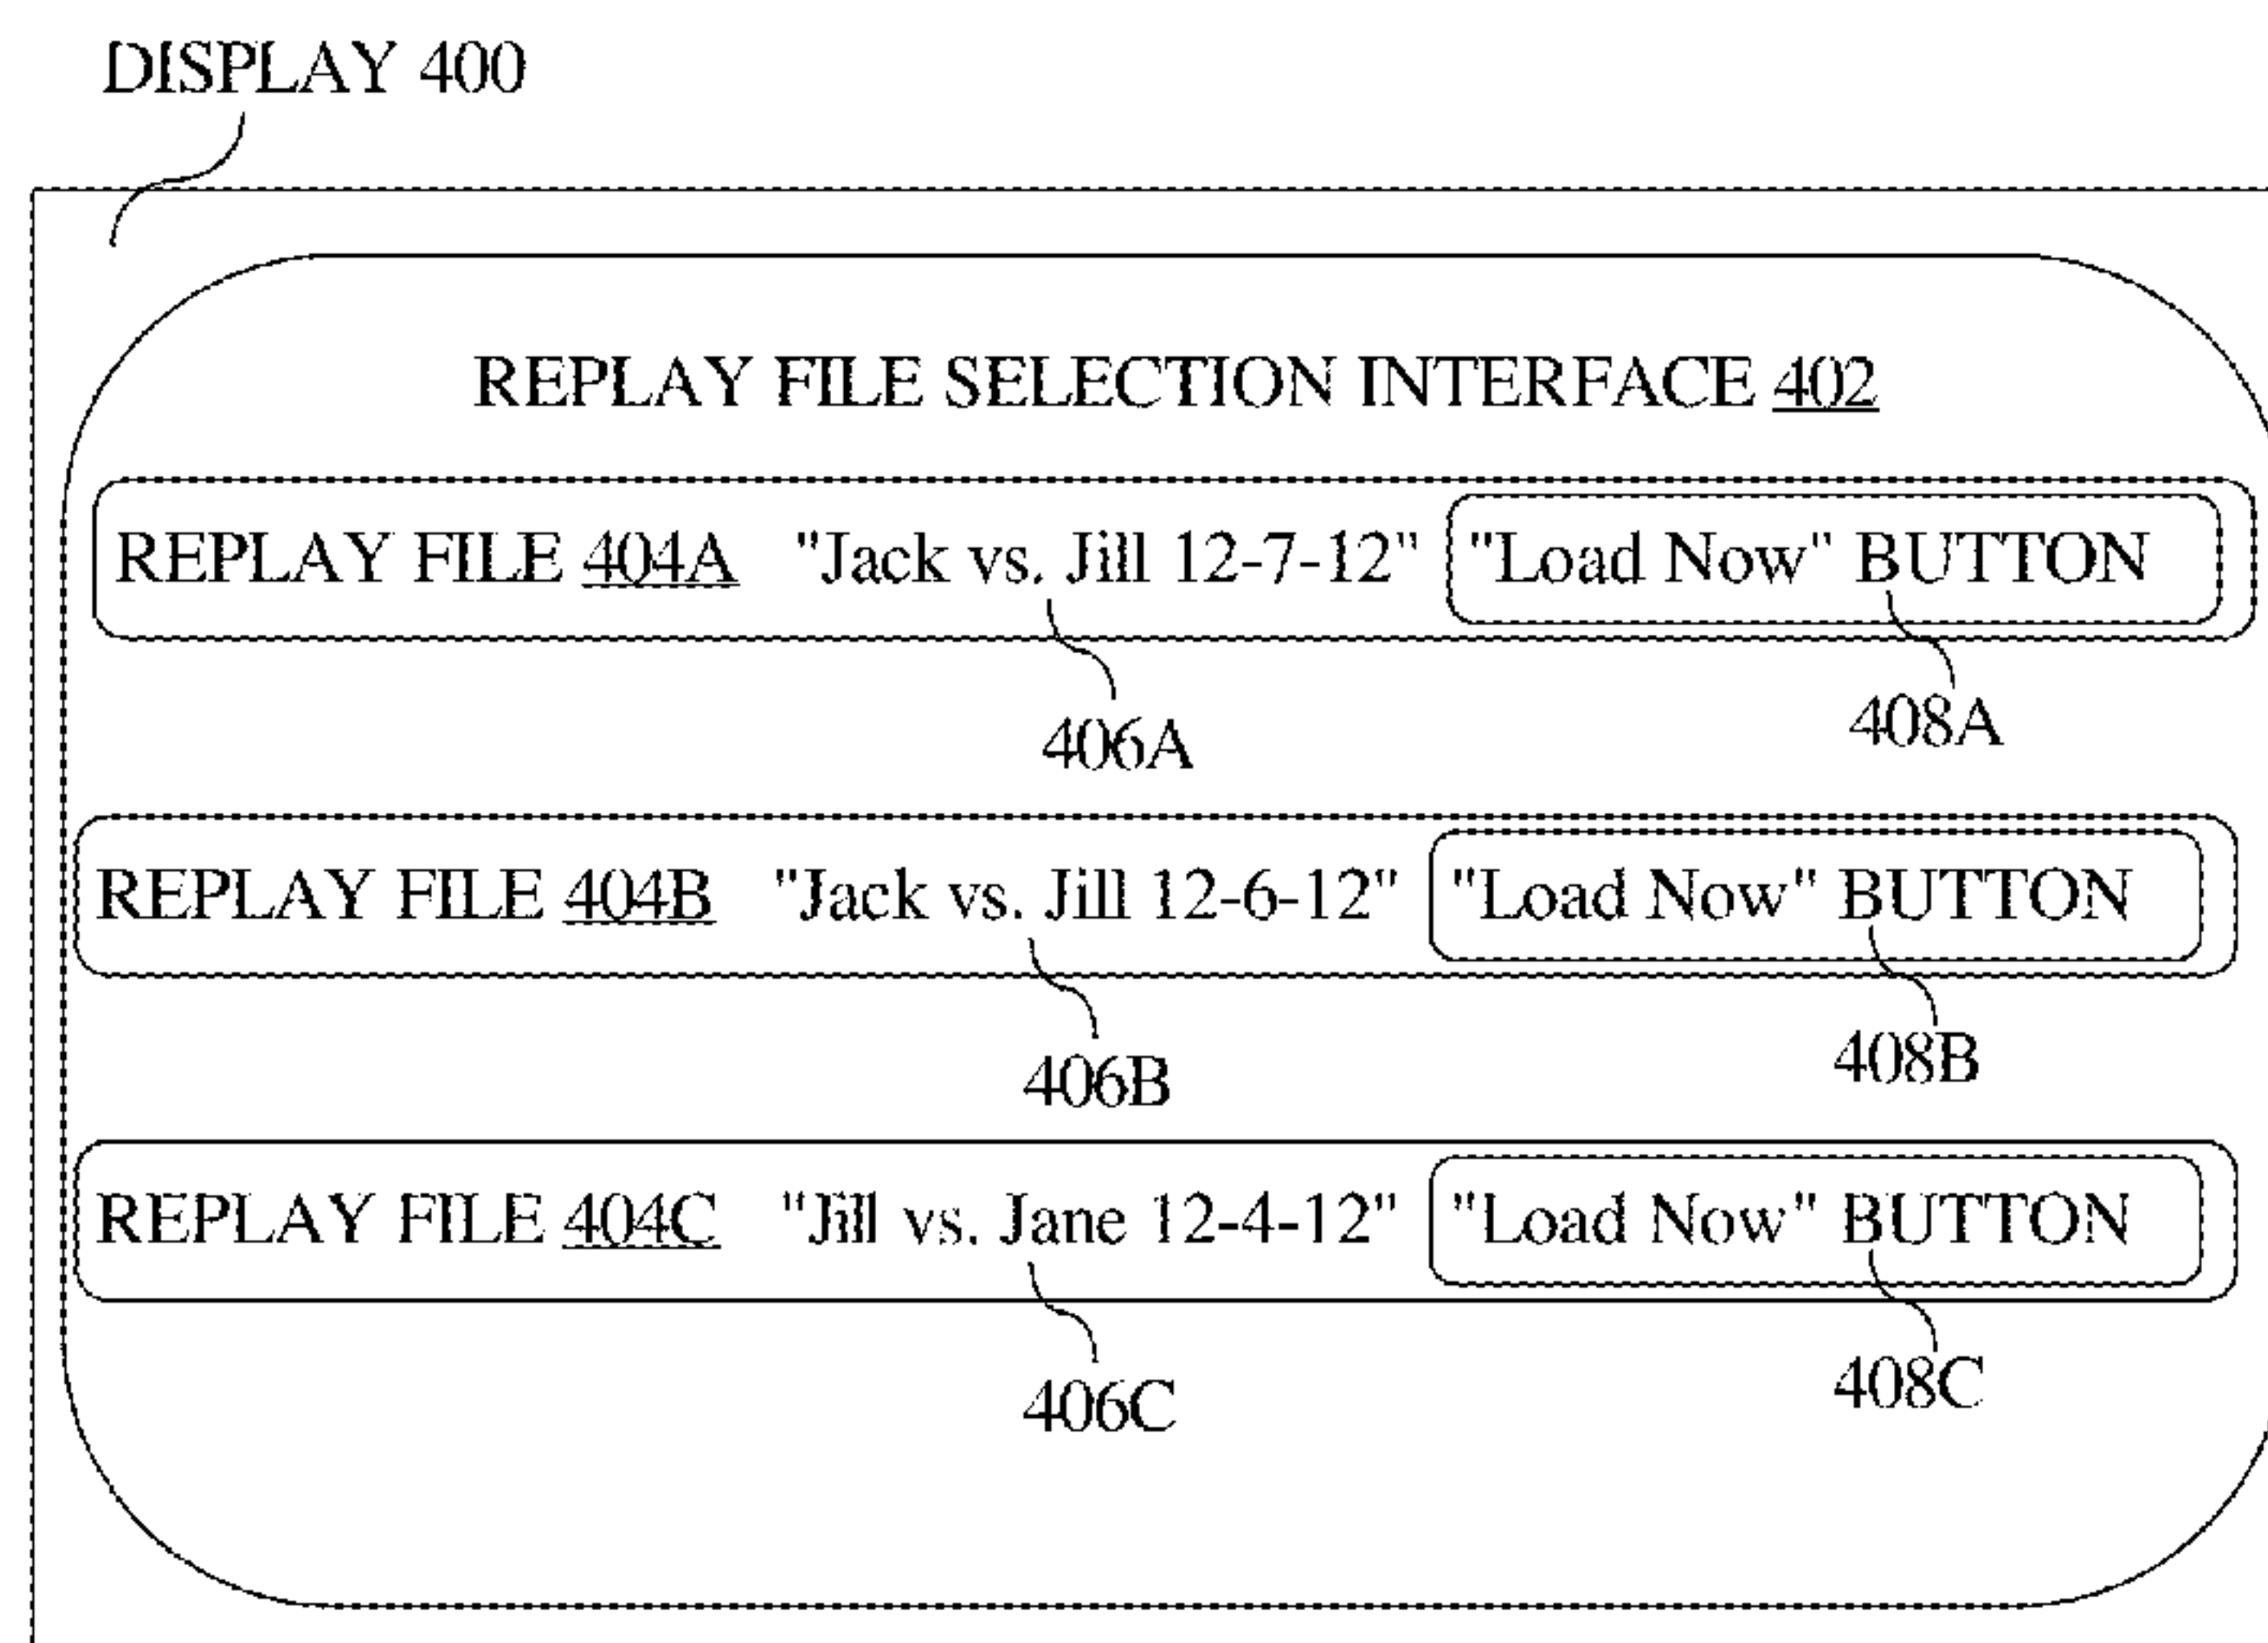 DISPLAY 400
REPLAY FILE SELECTION INTERFACE 402
REPLAY FILE 404A "Jack vs. Jill 12-7-12" "Load Now" BUTTON
406A 408A
REPLAY FILE 404B "Jack vs. Jill 12-6-12" "Load Now" BUTTON
406B 408B
REPLAY FILE 404C "Jill vs. Jane 12-4-12" "Load Now" BUTTON
406C 408C